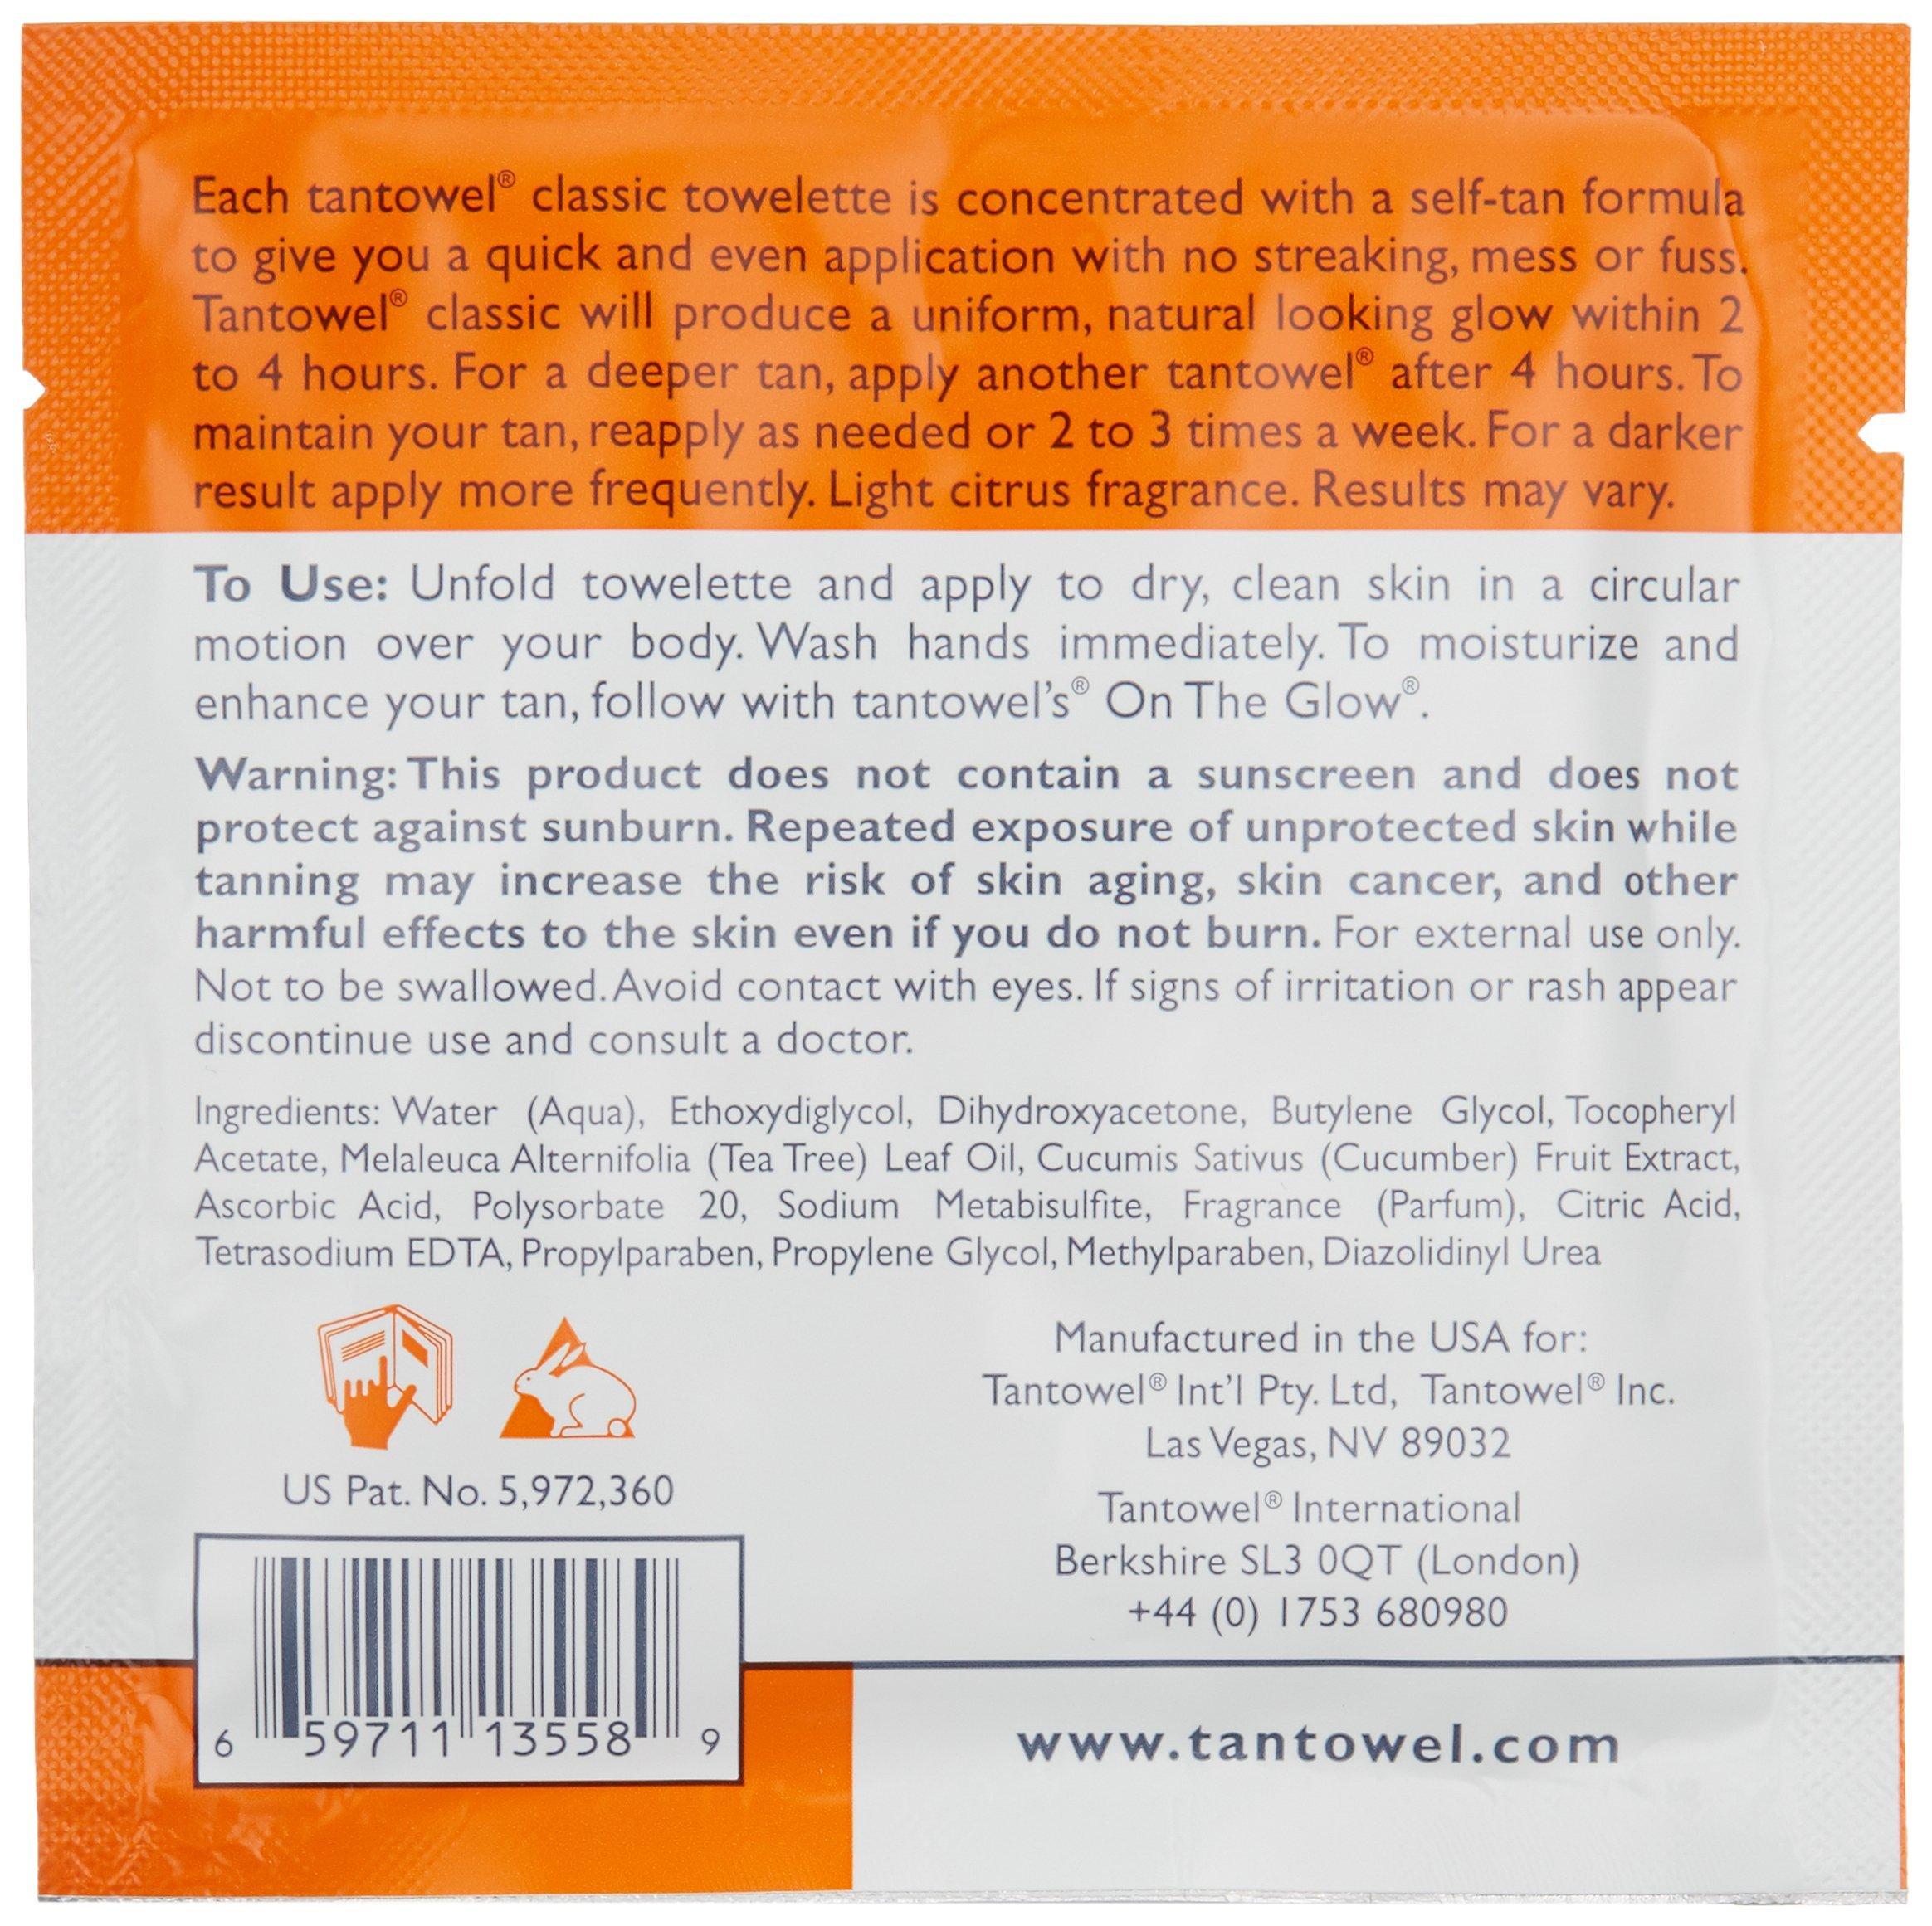 Each tantowel® classic towelette is concentrated with a self-tan formula
to give you a quick and even application with no streaking, mess or fuss.
Tantowel® classic will produce a uniform, natural looking glow within 2
to 4 hours. For a deeper tan, apply another tantowel® after 4 hours. To
maintain your tan, reapply as needed or 2 to 3 times a week. For a darker
result apply more frequently. Light citrus fragrance. Results may vary.
To Use: Unfold towelette and apply to dry, clean skin in a circular
motion over your body. Wash hands immediately. To moisturize and
enhance your tan, follow with tantowel's® On The Glow®.
Warning: This product does not contain a sunscreen and does not
protect against sunburn. Repeated exposure of unprotected skin while
tanning may increase the risk of skin aging, skin cancer, and other
harmful effects to the skin even if you do not burn. For external use only.
Not to be swallowed. Avoid contact with eyes. If signs of irritation or rash appear
discontinue use and consult a doctor.
Ingredients: Water (Aqua), Ethoxydiglycol, Dihydroxyacetone, Butylene Glycol, Tocopheryl
Acetate, Melaleuca Alternifolia (Tea Tree) Leaf Oil, Cucumis Sativus (Cucumber) Fruit Extract,
Ascorbic Acid, Polysorbate 20, Sodium Metabisulfite, Fragrance (Parfum), Citric Acid,
Tetrasodium EDTA, Propylparaben, Propylene Glycol, Methylparaben, Diazolidinyl Urea
US Pat. No. 5,972,360
6 59711 13558 9
Manufactured in the USA for:
Tantowel® Int'l Pty. Ltd, Tantowel® Inc.
Las Vegas, NV 89032
Tantowel® International
Berkshire SL3 0QT (London)
+44 (0) 1753 680980
www.tantowel.com